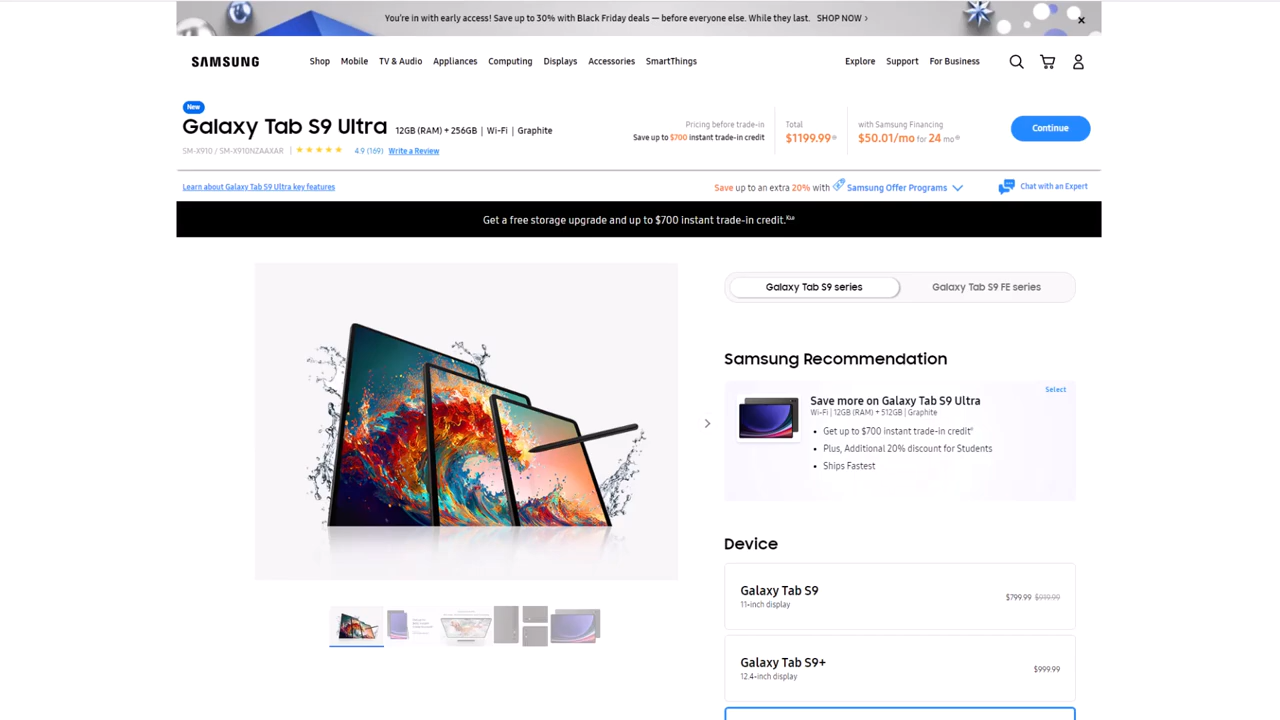 You're in with early access! Save up to 30% with Black Friday deals — before everyone else. While they last. SHOP NOW ›
SAMSUNG Shop Mobile TV & Audio Appliances Computing Displays Accessories SmartThings Explore Support For Business
New
Galaxy Tab S9 Ultra 12GB (RAM) + 256GB | Wi-Fi | Graphite
SM-X910 / SM-X910NZAAXAR | 4.9 (169) Write a Review
Pricing before trade-in
Save up to $700 instant trade-in credit
Total
$1199.99
with Samsung Financing
$50.01/mo for 24 mo
Continue
Learn about Galaxy Tab S9 Ultra key features
Save up to an extra 20% with Samsung Offer Programs
Chat with an Expert
Get a free storage upgrade and up to $700 instant trade-in credit.
Galaxy Tab S9 series
Galaxy Tab S9 FE series
Samsung Recommendation
Select
Save more on Galaxy Tab S9 Ultra
Wi-Fi | 12GB (RAM) + 512GB | Graphite
• Get up to $700 instant trade-in credit
• Plus, Additional 20% discount for Students
• Ships Fastest
Device
Galaxy Tab S9
11-inch display
$799.99 $919.99
Galaxy Tab S9+
12.4-inch display
$999.99